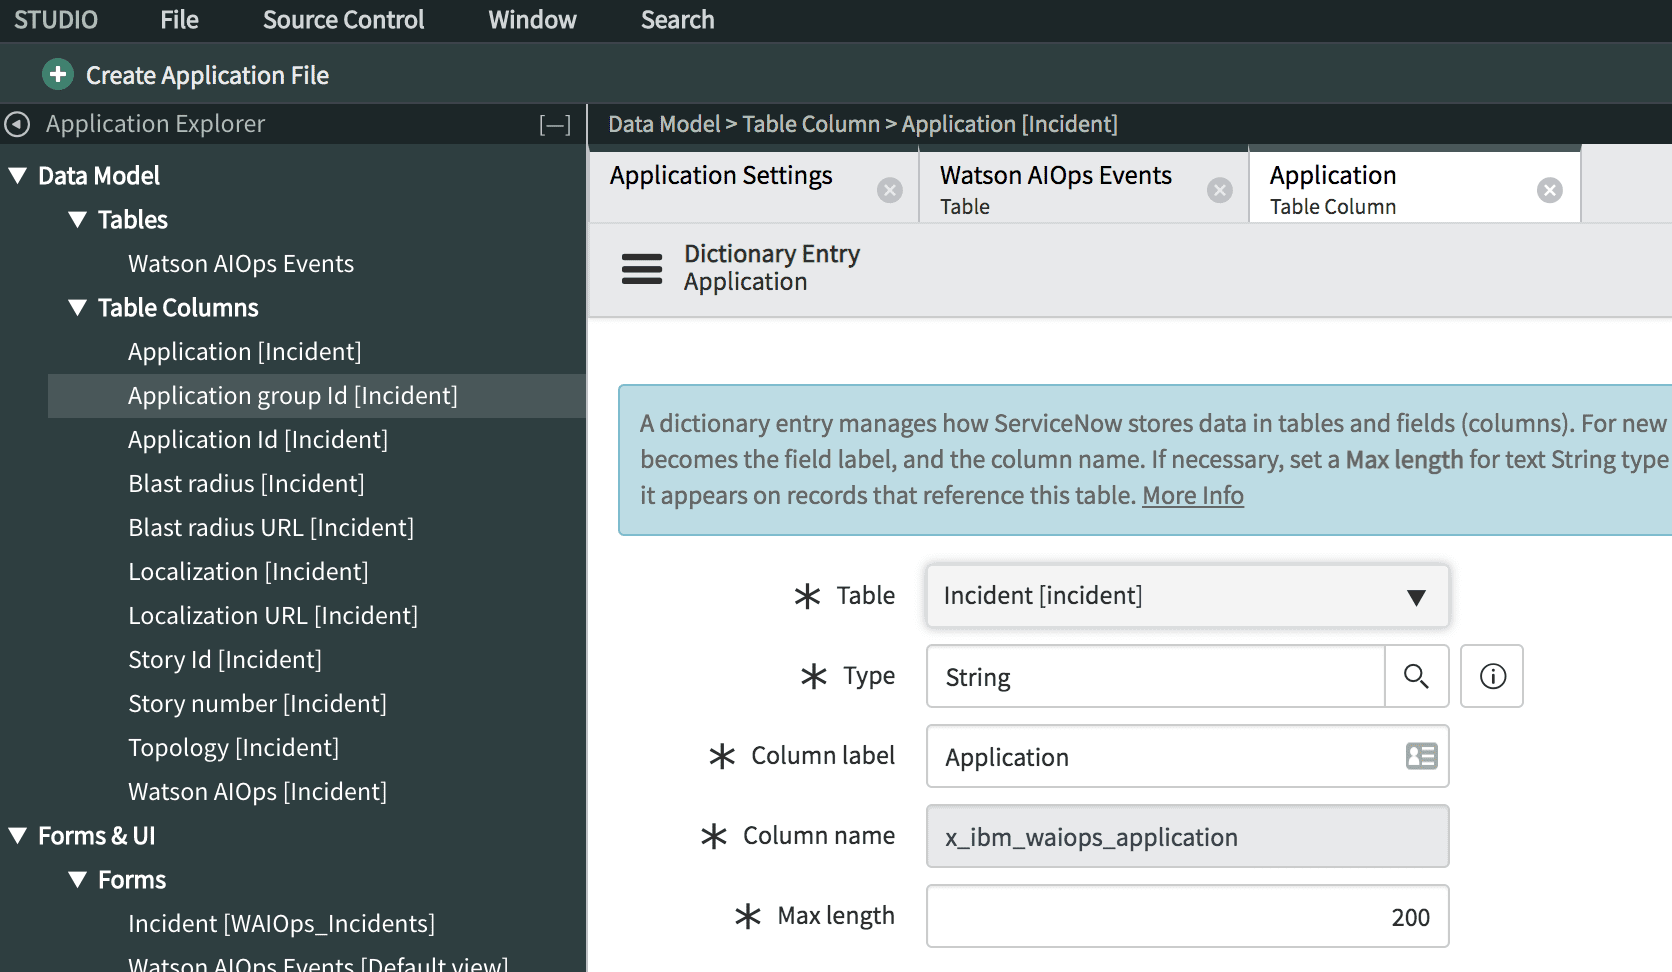 STUDIO File Source Control Window Search
Create Application File
Application Explorer [—]
Data Model
Tables
Watson AIOps Events
Table Columns
Application [Incident]
Application group Id [Incident]
Application Id [Incident]
Blast radius [Incident]
Blast radius URL [Incident]
Localization [Incident]
Localization URL [Incident]
Story Id [Incident]
Story number [Incident]
Topology [Incident]
Watson AIOps [Incident]
Forms & UI
Forms
Incident [WAIOps_Incidents]
Watson AIOps Events [Default view]
Data Model > Table Column > Application [Incident]
Application Settings
Watson AIOps Events
Table
Application
Table Column
Dictionary Entry
Application
A dictionary entry manages how ServiceNow stores data in tables and fields (columns). For new
becomes the field label, and the column name. If necessary, set a Max length for text String type
it appears on records that reference this table. More Info
Table Incident [incident]
Type String
Column label Application
Column name x_ibm_waiops_application
Max length 200